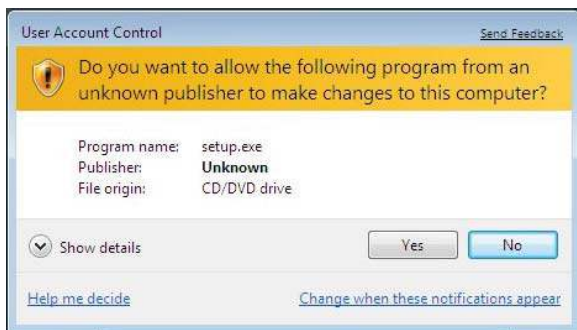 User Account Control
Send Feedback
Do you want to allow the following program from an
unknown publisher to make changes to this computer?
Program name: setup.exe
Publisher: Unknown
File origin: CD/DVD drive
Show details
Yes
No
Help me decide
Change when these notifications appear